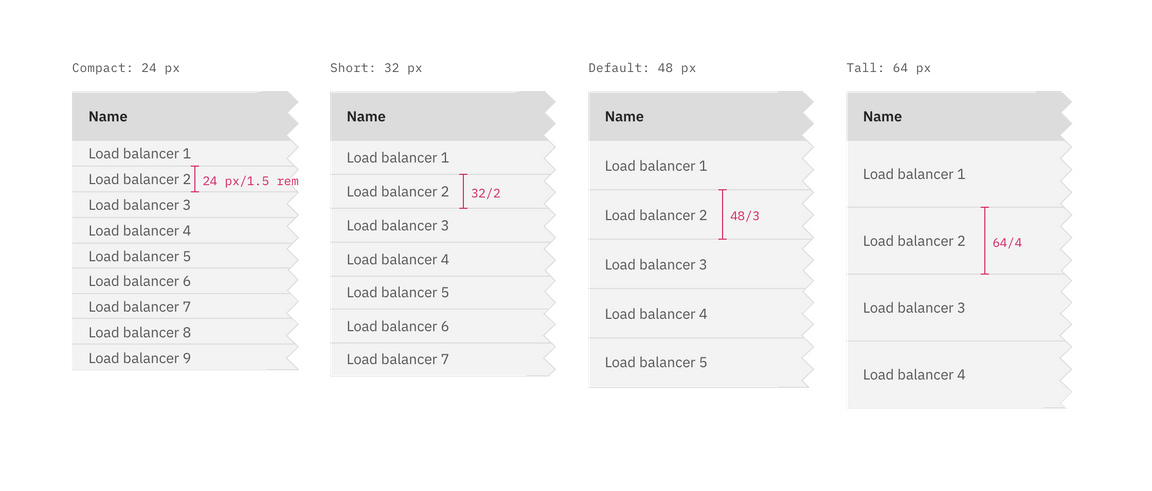 Compact: 24 px
Name
Load balancer 1
Load balancer 2
24 px/1.5 rem
Load balancer 3
Load balancer 4
Load balancer 5
Load balancer 6
Load balancer 7
Load balancer 8
Load balancer 9
Short: 32 px
Name
Load balancer 1
Load balancer 2
32/2
Load balancer 3
Load balancer 4
Load balancer 5
Load balancer 6
Load balancer 7
Default: 48 px
Name
Load balancer 1
Load balancer 2
48/3
Load balancer 3
Load balancer 4
Load balancer 5
Tall: 64 px
Name
Load balancer 1
Load balancer 2
64/4
Load balancer 3
Load balancer 4